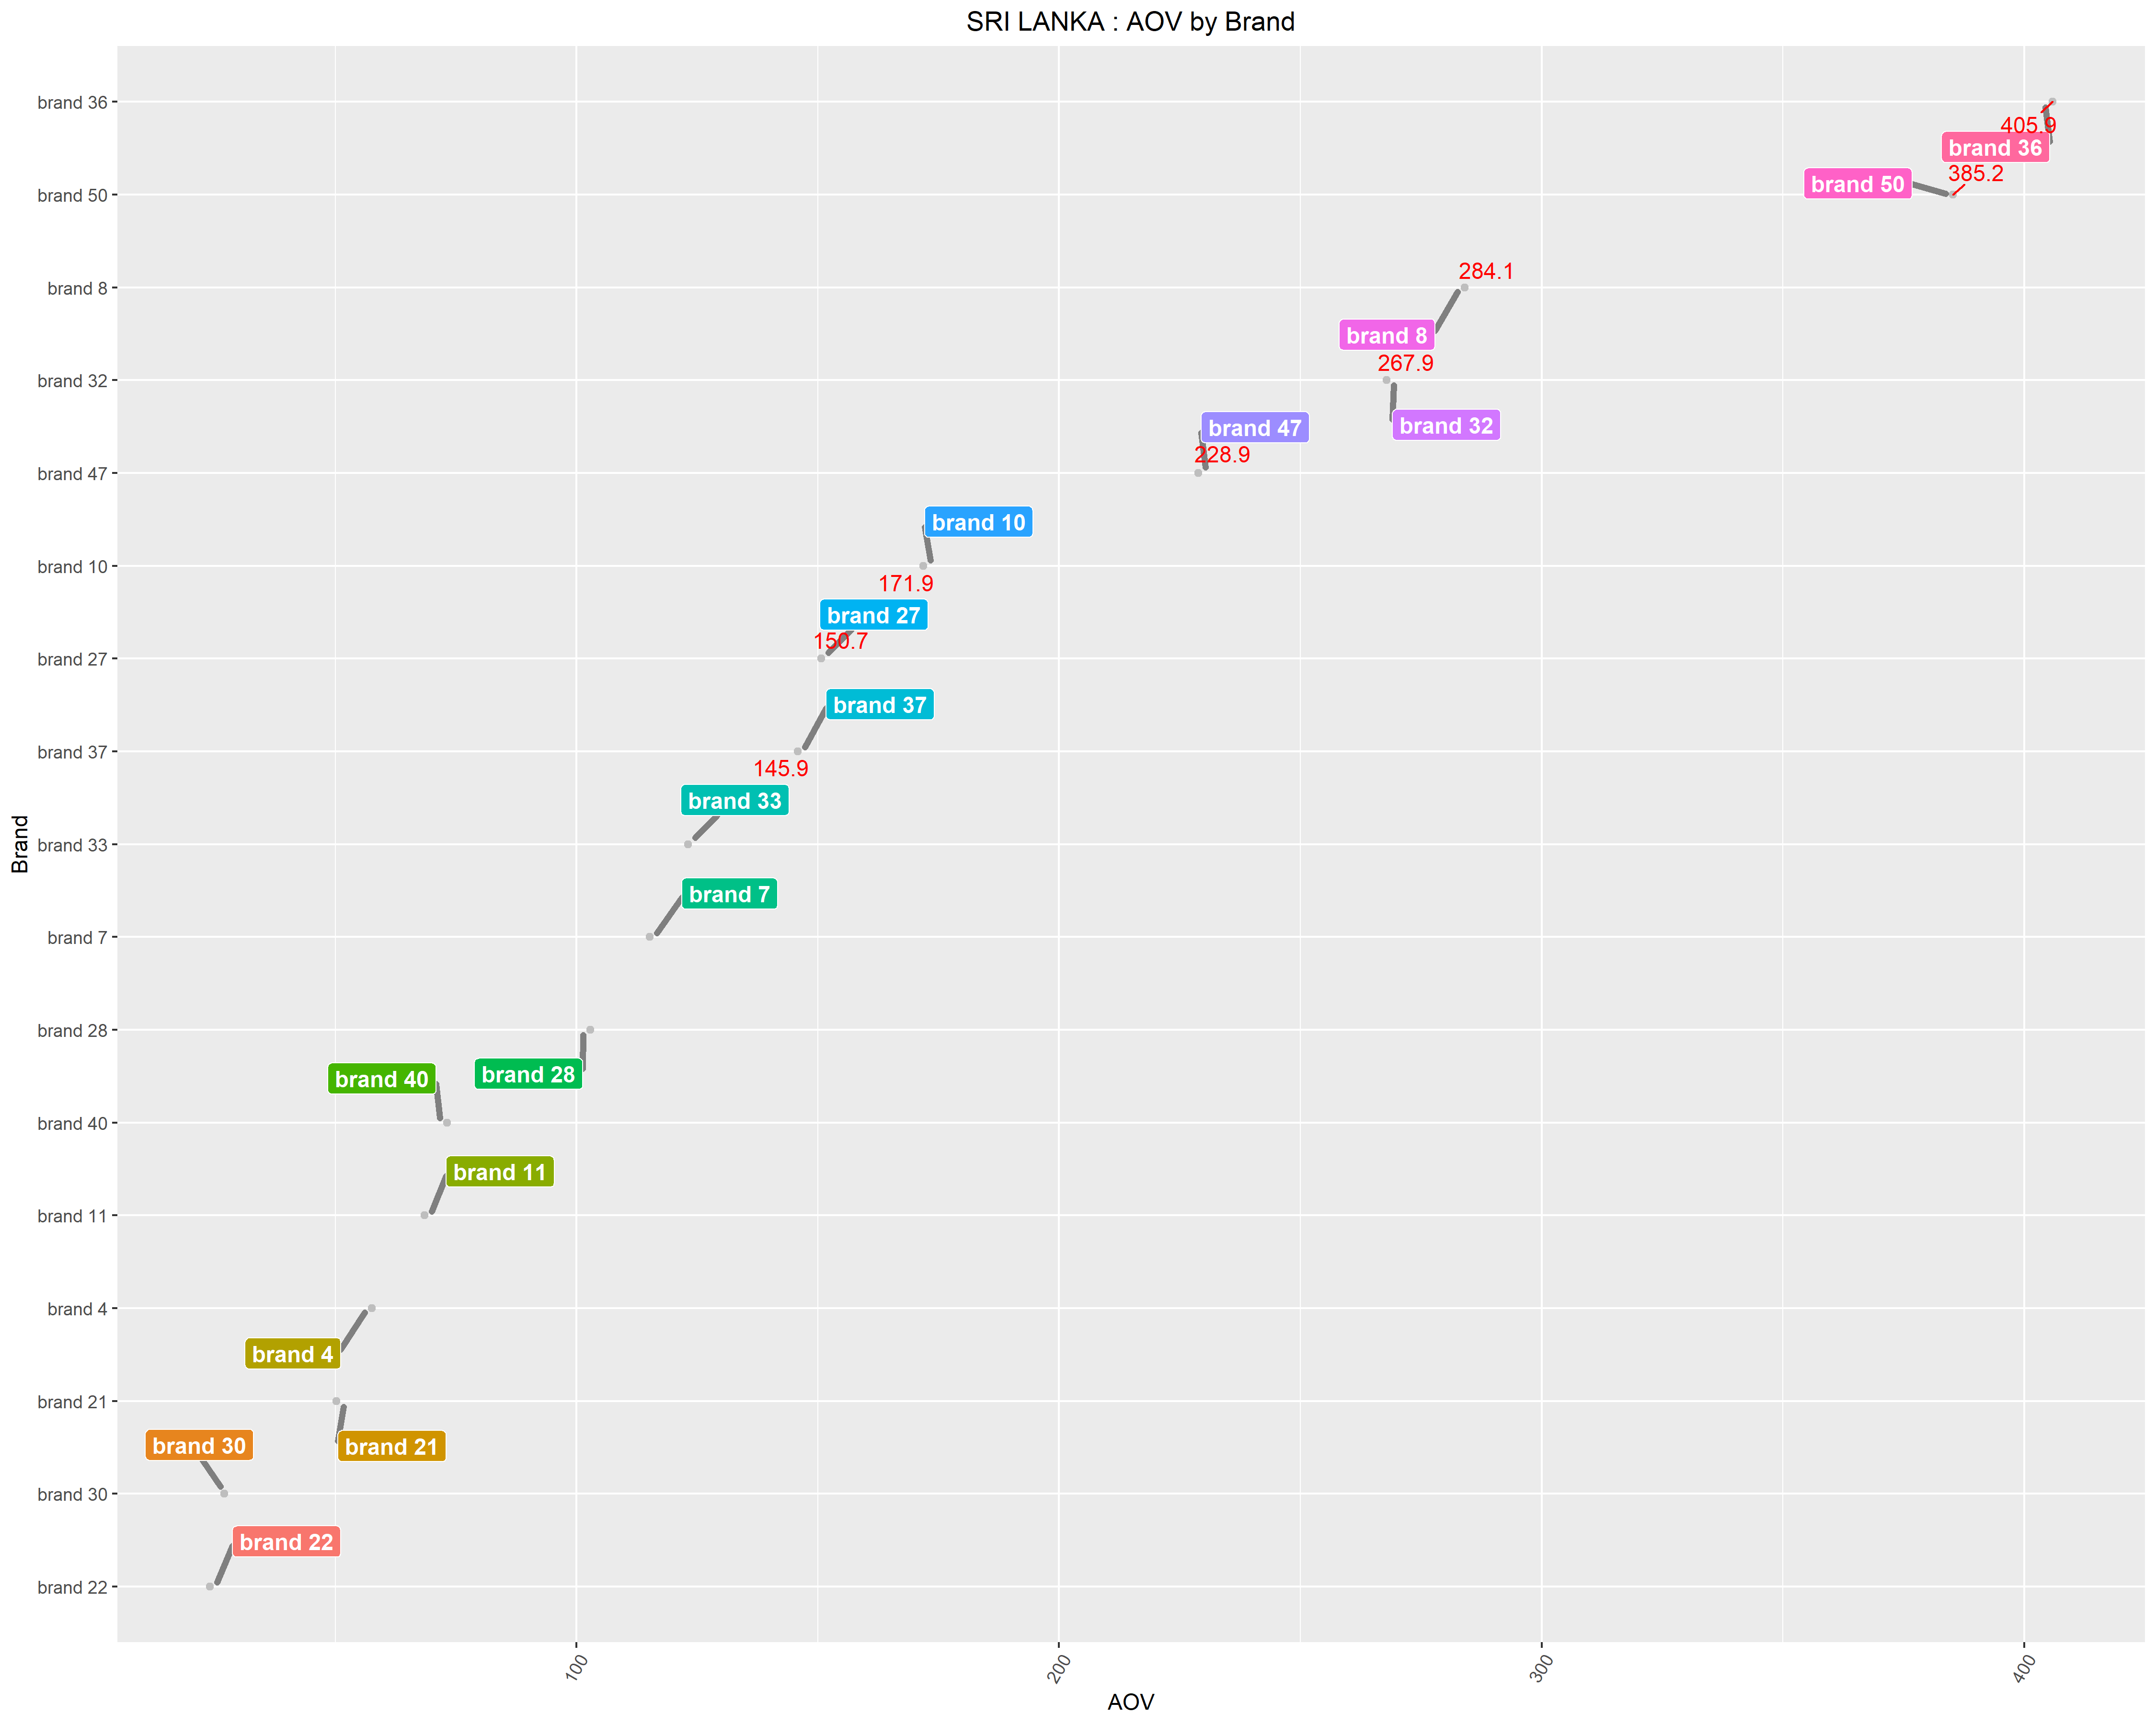 SRI LANKA : AOV by Brand
brand 36
405.9
brand 36
385.2
brand 50
brand 50
284.1
brand 8
brand 8
267.9
brand 32
brand 32
brand 47
228.9
brand 47
brand 10
brand 10
171.9
brand 27
150.7
brand 27
brand 37
brand 37
145.9
brand 33
brand 33
brand 7
brand 7
brand 28
brand 28
brand 40
brand 40
brand 11
brand 11
brand 4
brand 4
brand 21
brand 21
brand 30
brand 30
brand 22
brand 22
Brand
100
200
300
400
AOV